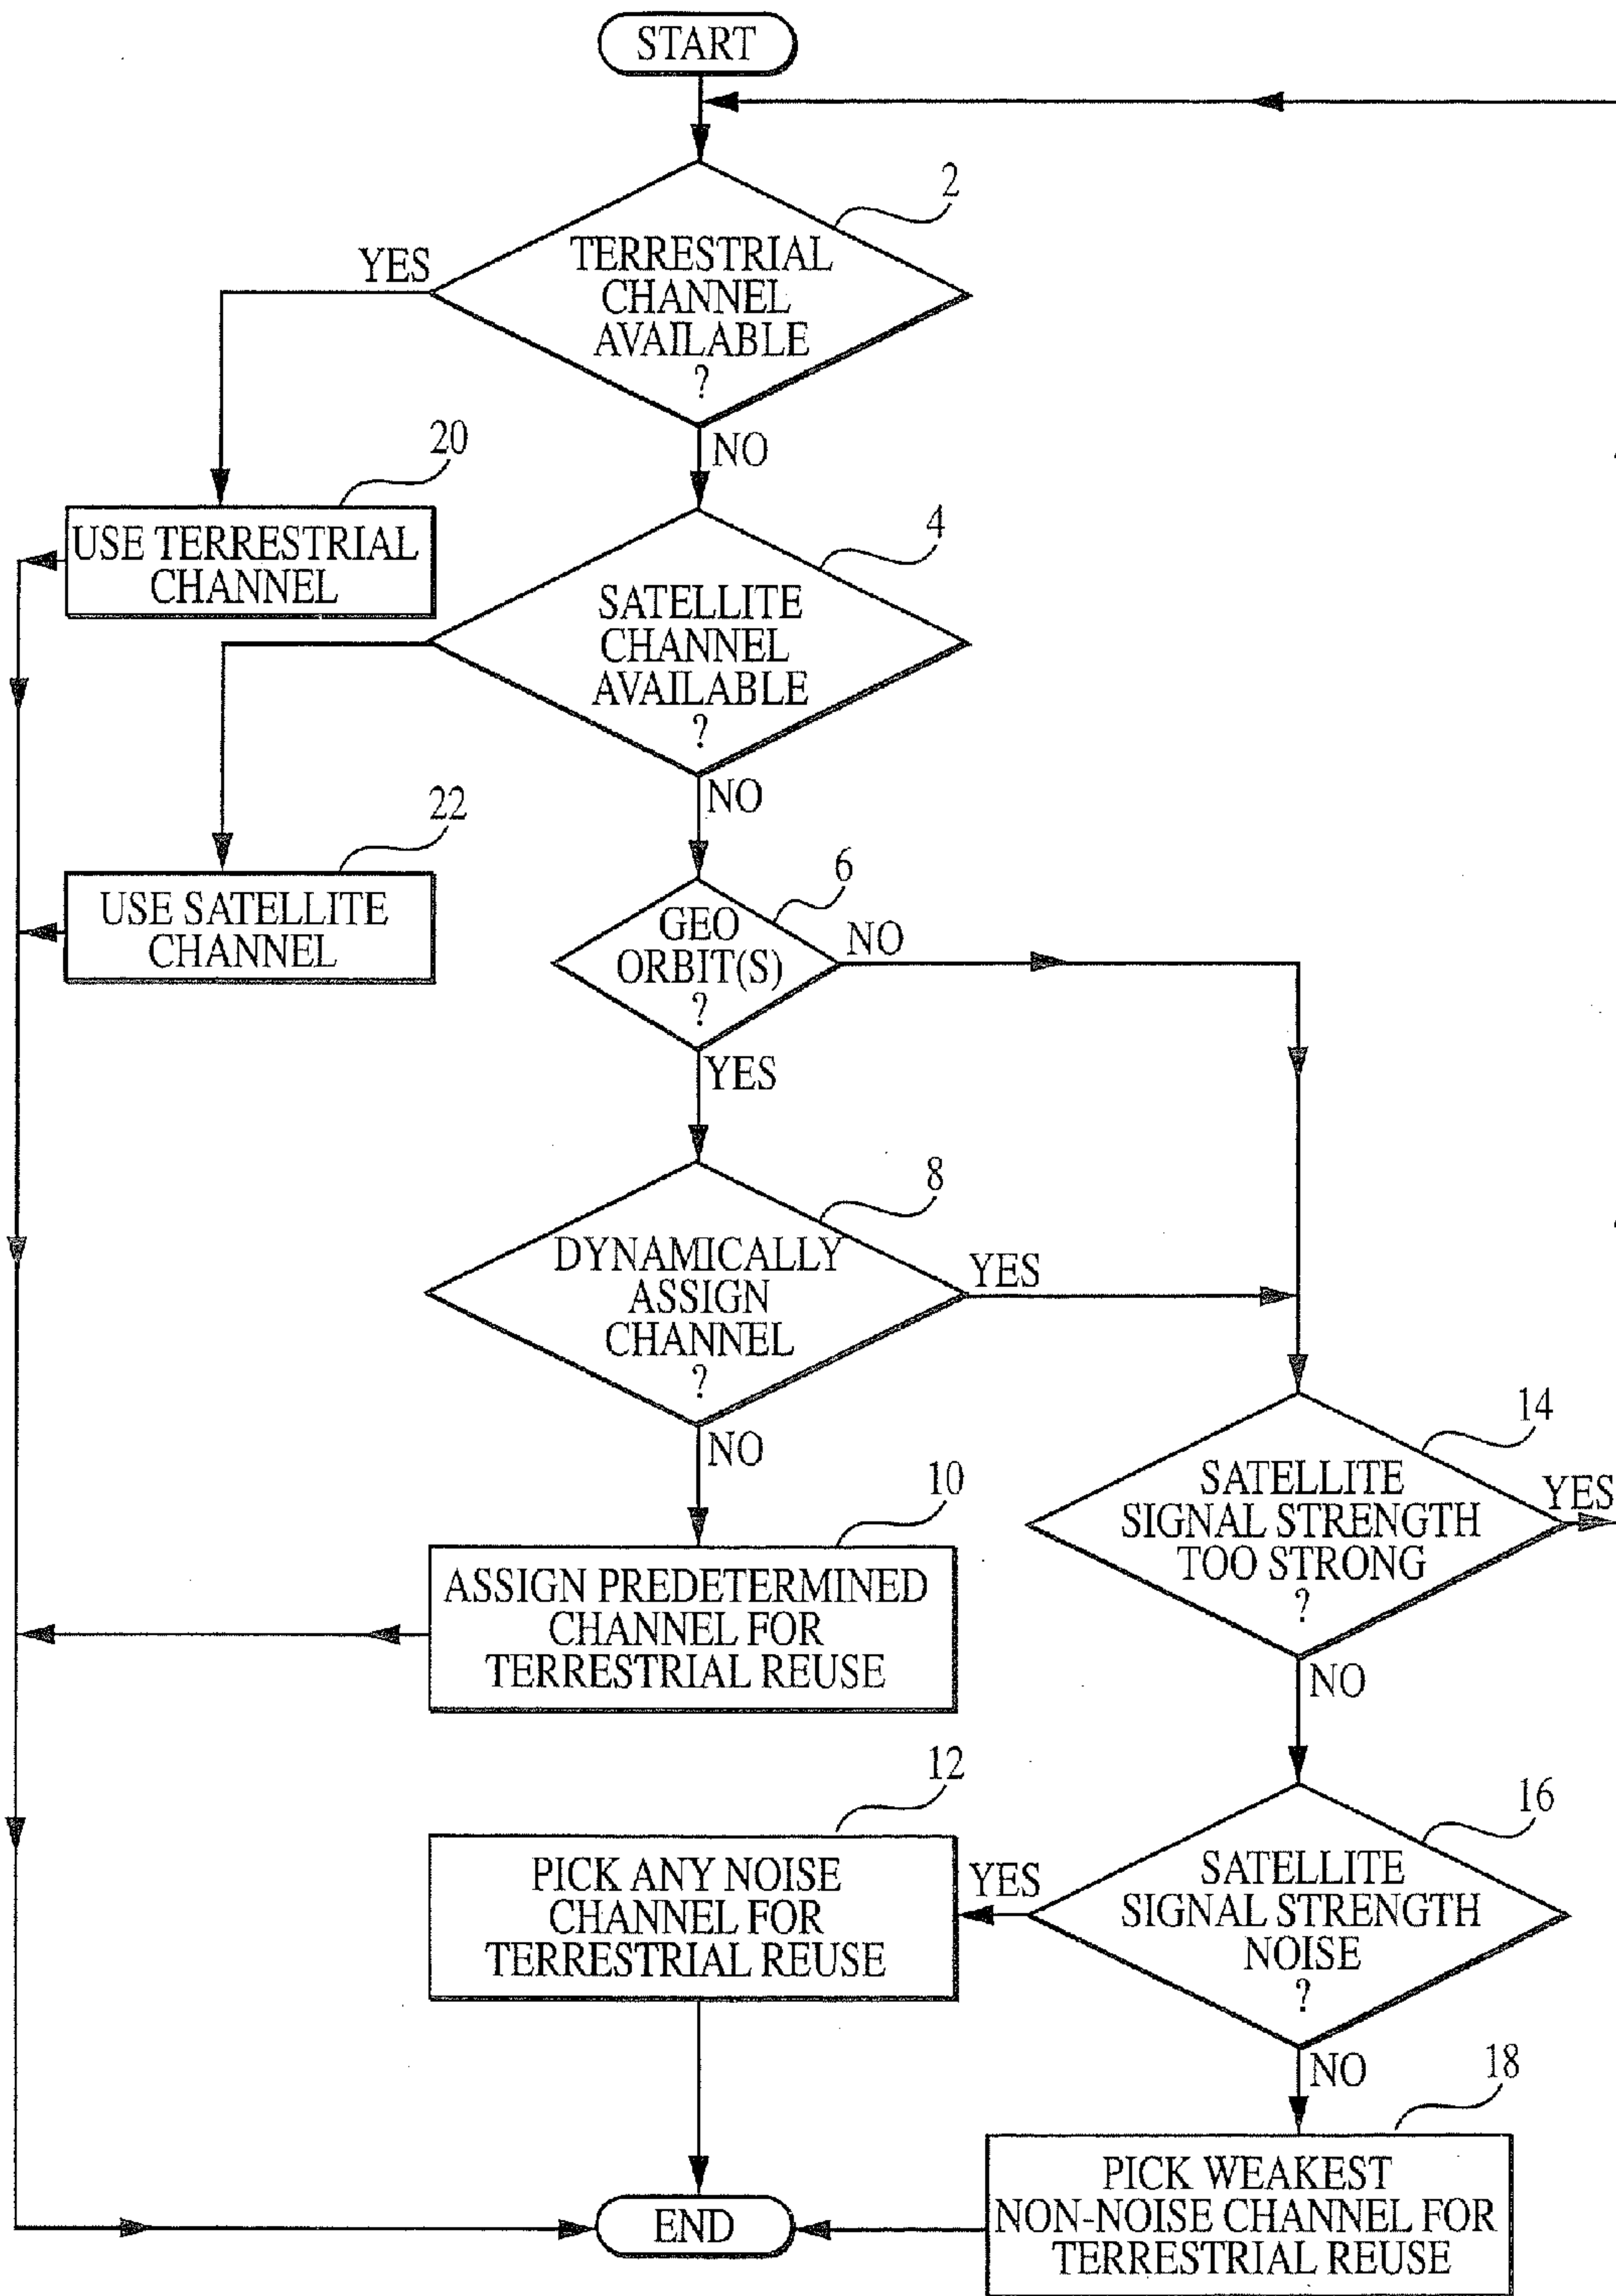 START
2
TERRESTRIAL
CHANNEL
AVAILABLE
?
YES
NO
20
USE TERRESTRIAL
CHANNEL
4
SATELLITE
CHANNEL
AVAILABLE
?
NO
22
USE SATELLITE
CHANNEL
6
GEO
ORBIT(S)
?
NO
YES
8
DYNAMICALLY
ASSIGN
CHANNEL
?
YES
NO
10
ASSIGN PREDETERMINED
CHANNEL FOR
TERRESTRIAL REUSE
14
SATELLITE
SIGNAL STRENGTH
TOO STRONG
?
YES
NO
12
PICK ANY NOISE
CHANNEL FOR
TERRESTRIAL REUSE
16
SATELLITE
SIGNAL STRENGTH
NOISE
?
YES
NO
18
PICK WEAKEST
NON-NOISE CHANNEL FOR
TERRESTRIAL REUSE
END